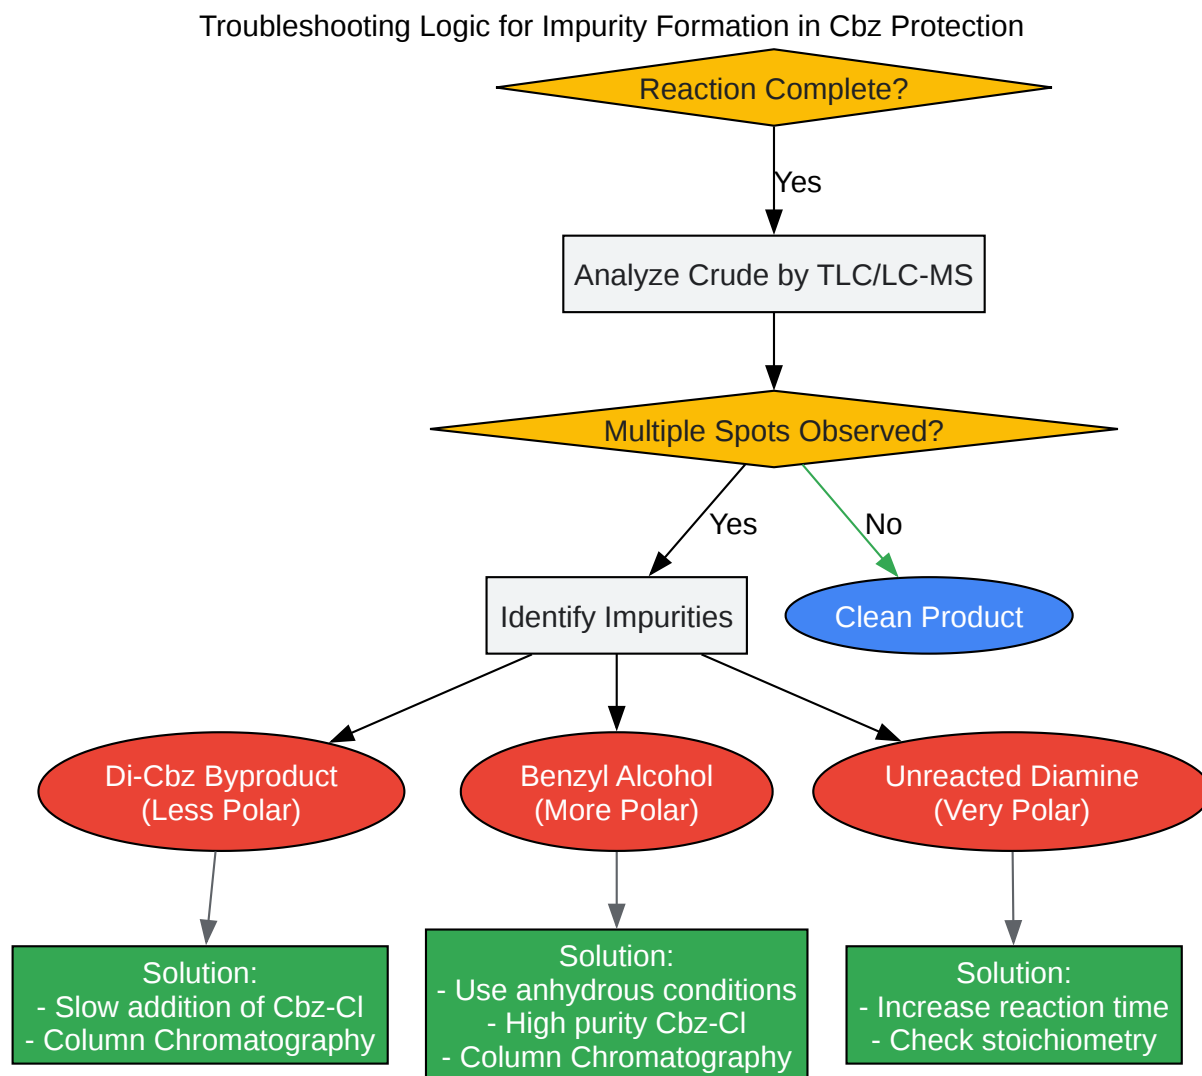 Troubleshooting Logic for Impurity Formation in Cbz Protection
Reaction Complete?
Yes
Analyze Crude by TLC/LC-MS
Multiple Spots Observed?
Yes
No
Identify Impurities
Clean Product
Di-Cbz Byproduct
(Less Polar)
Benzyl Alcohol
(More Polar)
Unreacted Diamine
(Very Polar)
Solution:
- Slow addition of Cbz-Cl
- Column Chromatography
Solution:
- Use anhydrous conditions
- High purity Cbz-Cl
- Column Chromatography
Solution:
- Increase reaction time
- Check stoichiometry